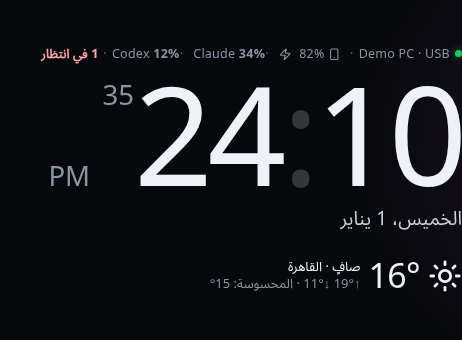 Demo PC · USB · 82% · Claude 34% · Codex 12% · 1 في انتظار
24:10 35 PM
الخميس، 1 يناير
16°
صافٍ · القاهرة
↑19° ↓11° · المحسوسة: 15°